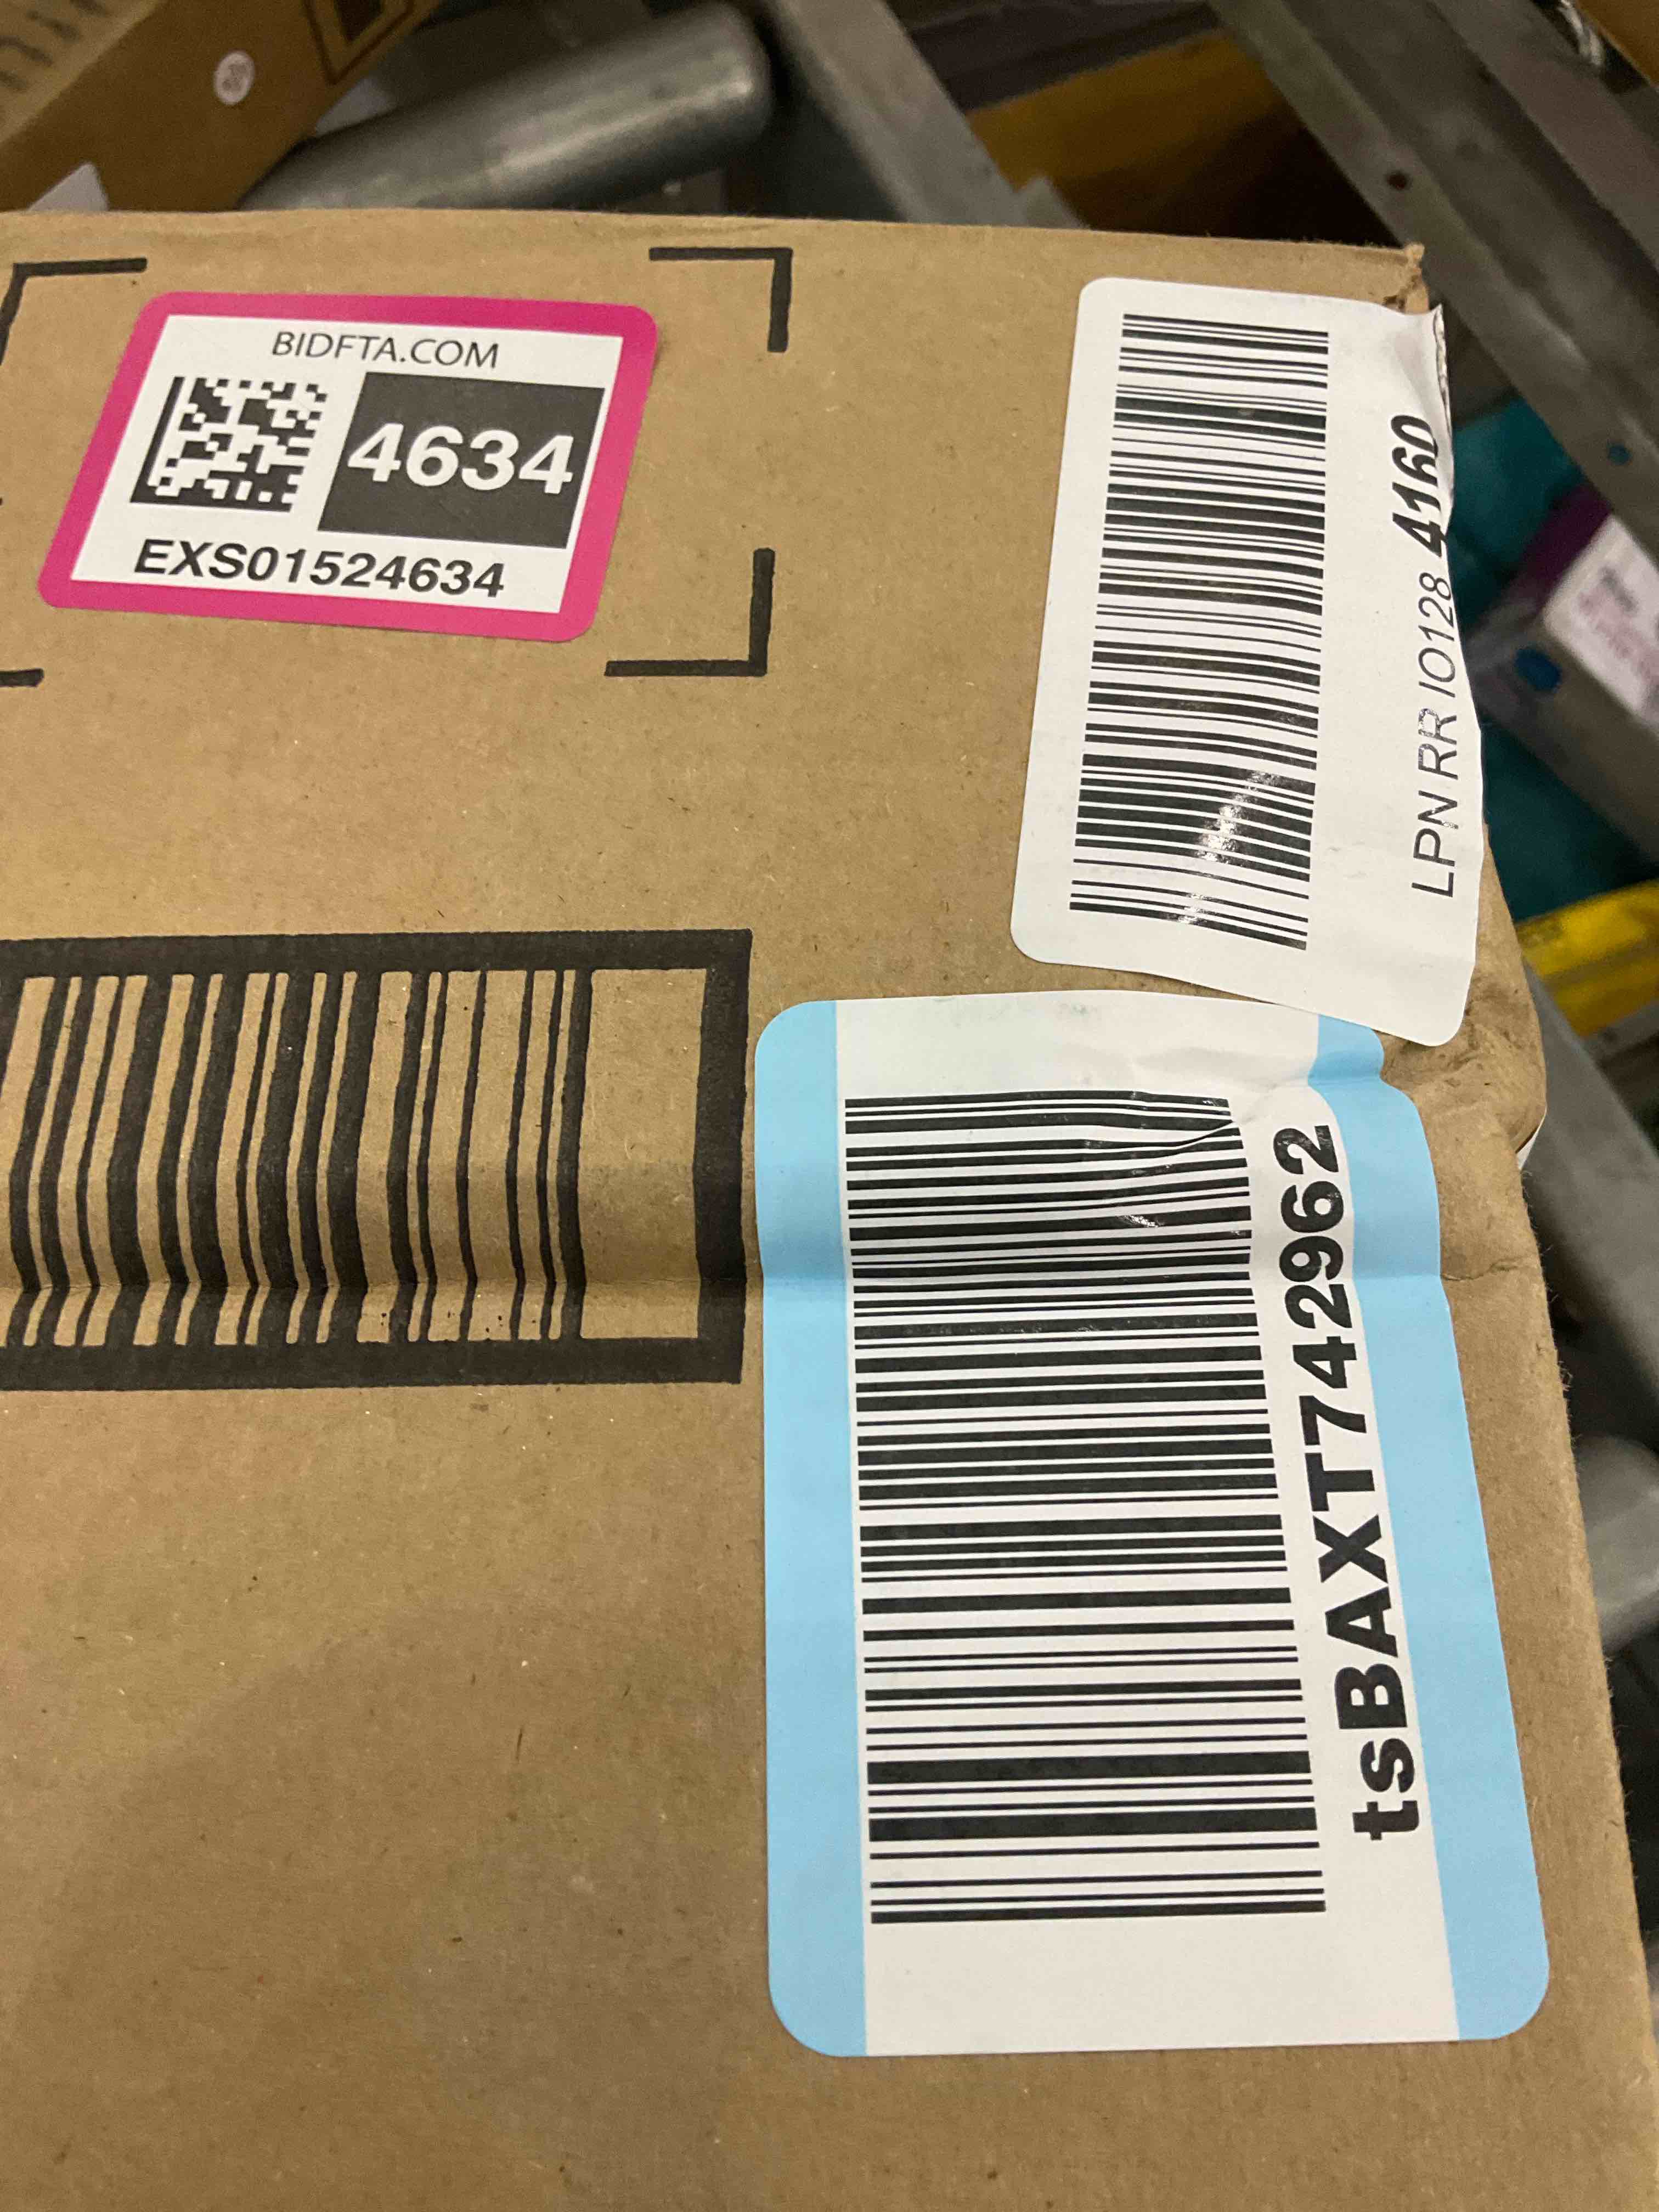 BIDFTA.COM
4634
EXS01524634
LPN RR IO128 4160
tsBAXT742962